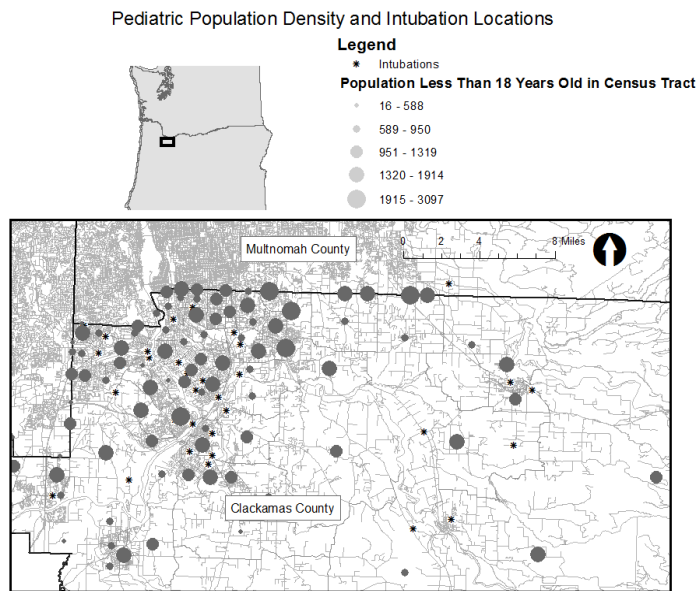 Pediatric Population Density and Intubation Locations
Legend
Intubations
Population Less Than 18 Years Old in Census Tract
16 - 588
589 - 950
951 - 1319
1320 - 1914
1915 - 3097
Multnomah County
0 2 4 8 Miles
Clackamas County